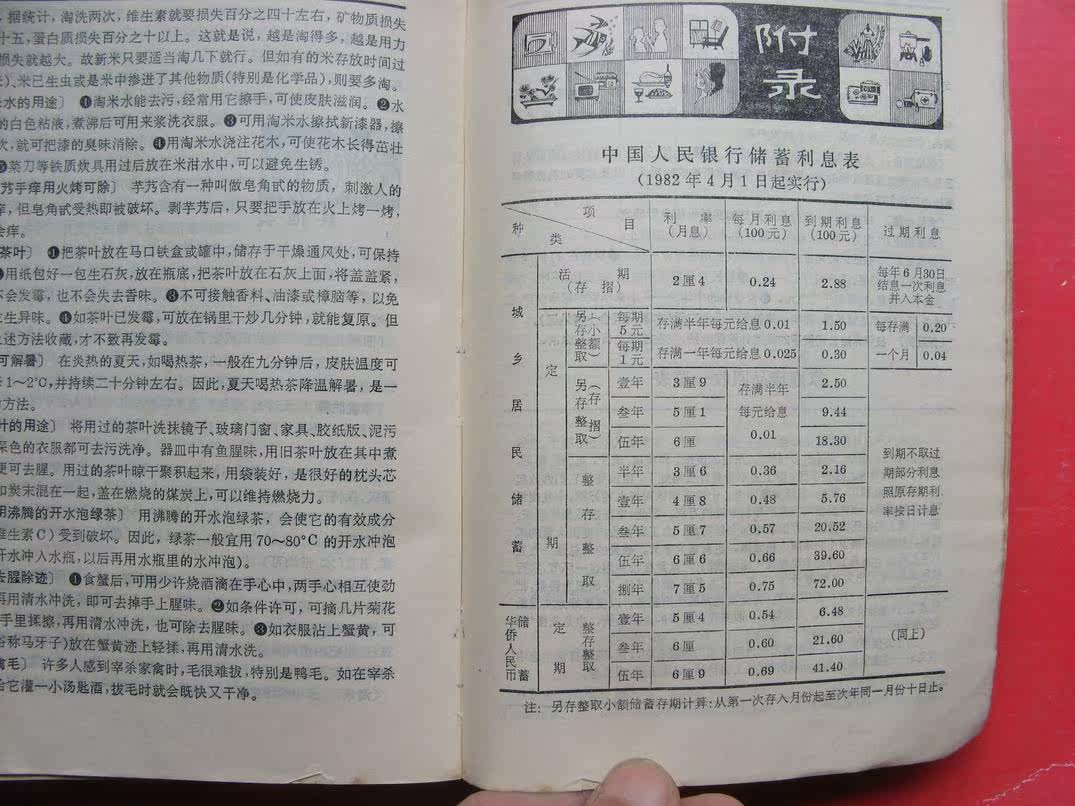 ，据统计，淘洗两次，维生素就要损失百分之四十左右，矿物质损失
十五，蛋白质损失百分之十以上。这就是说，越是淘得多，越是用力
损失就越大。故新米只要适当淘几下就行。但如有的米存放时间过
、米已生虫或是米中掺进了其他物质(特别是化学品)，则要多淘。
水的用途〕 ❶淘米水能去污，经常用它擦手，可使皮肤滋润。❷水
的白色粘液，煮沸后可用来浆洗衣服。❸可用淘米水擦拭新漆器，擦
次，就可把漆的臭味消除。❹用淘米水浇注花木，可使花木长得茁壮
❺菜刀等铁质炊具用过后放在米泔水中，可以避免生锈。
芳手痒用火烤可除〕 芋艿含有一种叫做皂角甙的物质，刺激人的
痒，但皂角甙受热即被破坏。剥芋艿后，只要把手放在火上烤一烤，
会痒。
茶叶〕 ❶把茶叶放在马口铁盒或罐中，储存于干燥通风处，可保持
用纸包好一包生石灰，放在瓶底，把茶叶放在石灰上面，将盖盖紧，
不会发霉，也不会失去香味。❸不可接触香料、油漆或樟脑等，以免
生异味。❹如茶叶已发霉，可放在锅里干炒几分钟，就能复原。但
述方法收藏，才不致再发霉。
可解暑〕 在炎热的夏天，如喝热茶，一般在九分钟后，皮肤温度可
1～2℃，并持续二十分钟左右。因此，夏天喝热茶降温解暑，是一
方法。
叶的用途〕 将用过的茶叶洗抹镜子、玻璃门窗、家具、胶纸版、泥污
深色的衣服都可去污洗净。器皿中有鱼腥味，用旧茶叶放在其中煮
便可去腥。用过的茶叶晾干聚积起来，用袋装好，是很好的枕头芯
和炭末混在一起，盖在燃烧的煤炭上，可以维持燃烧力。
用沸腾的开水泡绿茶〕 用沸腾的开水泡绿茶，会使它的有效成分
维生素C）受到破坏。因此，绿茶一般宜用70～80℃的开水冲泡
开水冲入水瓶，以后再用水瓶里的水冲泡)。
去腥除迹〕 ❶食蟹后，可用少许烧酒滴在手心中，两手心相互使劲
再用清水冲洗，即可去掉手上腥味。❷如条件许可，可摘几片菊花
手里揉擦，再用清水冲洗，也可除去腥味。❸如衣服沾上蟹黄，可
俗称马牙子)放在蟹黄迹上轻揉，再用清水洗。
禽毛〕 许多人感到宰杀家禽时，毛很难拔，特别是鸭毛。如在宰杀
给它灌一小汤匙酒，拔毛时就会既快又干净。
附
录
中国人民银行储蓄利息表
（1982年4月1日起实行）
种类 项目 利率（月息） 每月利息（100元） 到期利息（100元） 过期利息
城乡居民储蓄
活期（存摺） 2厘4 0.24 2.88 每年6月30日结息一次利息并入本金
定期
另存整取（小额） 每期5元 存满半年每元给息0.01 1.50 每存满 0.20
每期1元 存满一年每元给息0.025 0.30 一个月 0.04
另存整取（存摺） 壹年 3厘9 存满半年每元给息0.01 2.50
叁年 5厘1 9.44
伍年 6厘 18.30
到期不取过期部分利息照原存期利率按日计息
整存整取 半年 3厘6 0.36 2.16
壹年 4厘8 0.48 5.76
叁年 5厘7 0.57 20.52
伍年 6厘6 0.66 39.60
捌年 7厘5 0.75 72.00
华侨人民币储蓄 定期 整存整取 壹年 5厘4 0.54 6.48
叁年 6厘 0.60 21.60 （同上）
伍年 6厘9 0.69 41.40
注：另存整取小额储蓄存期计算：从第一次存入月份起至次年同一月份十日止。